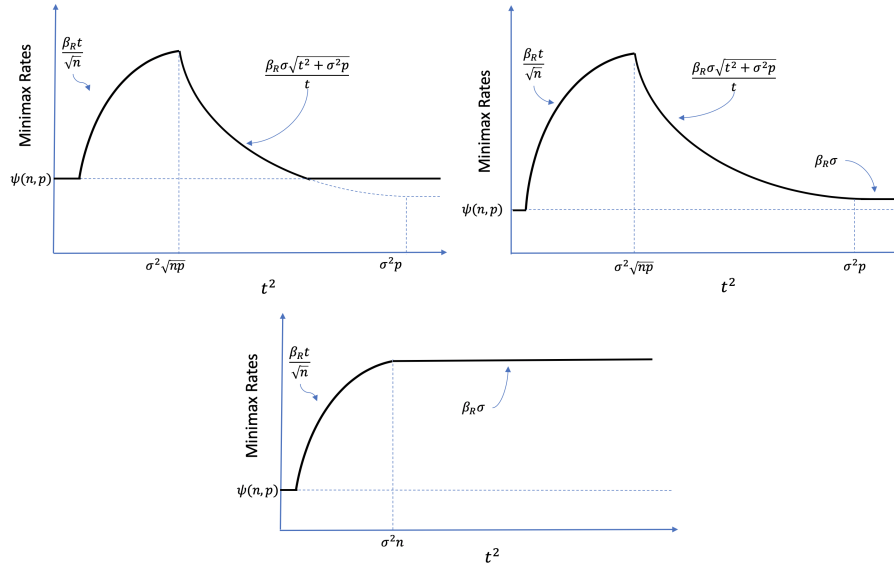 Minimax Rates
β_R t / √n
β_R σ√(t² + σ²p) / t
ψ(n, p)
σ²√(np)
σ²p
t²
Minimax Rates
β_R t / √n
β_R σ√(t² + σ²p) / t
β_R σ
ψ(n, p)
σ²√(np)
σ²p
t²
Minimax Rates
β_R t / √n
β_R σ
ψ(n, p)
σ²n
t²